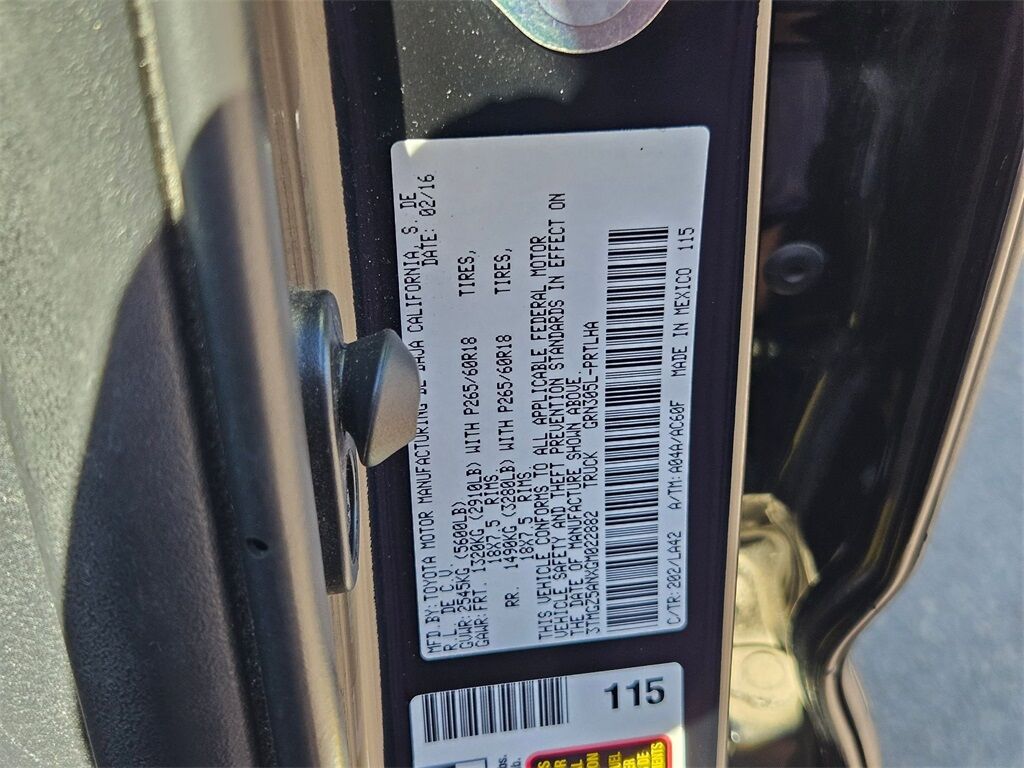 MFD BY: TOYOTA MOTOR MANUFACTURING DE BAJA CALIFORNIA, S. DE
R.L. DE C.V. DATE: 02/16
GVWR: 2545KG (5600LB)
GAWR: FRT. 1320KG (2910LB) WITH P265/60R18 TIRES,
18X7.5 RIMS
RR. 1490KG (3280LB) WITH P265/60R18 TIRES,
18X7.5 RIMS.
THIS VEHICLE CONFORMS TO ALL APPLICABLE FEDERAL MOTOR
VEHICLE SAFETY AND THEFT PREVENTION STANDARDS IN EFFECT ON
THE DATE OF MANUFACTURE SHOWN ABOVE.
TRUCK GRN305L-PRTLHA
C/TR: 202/LA42 A/TM: A04A/AC60F MADE IN MEXICO 115
115